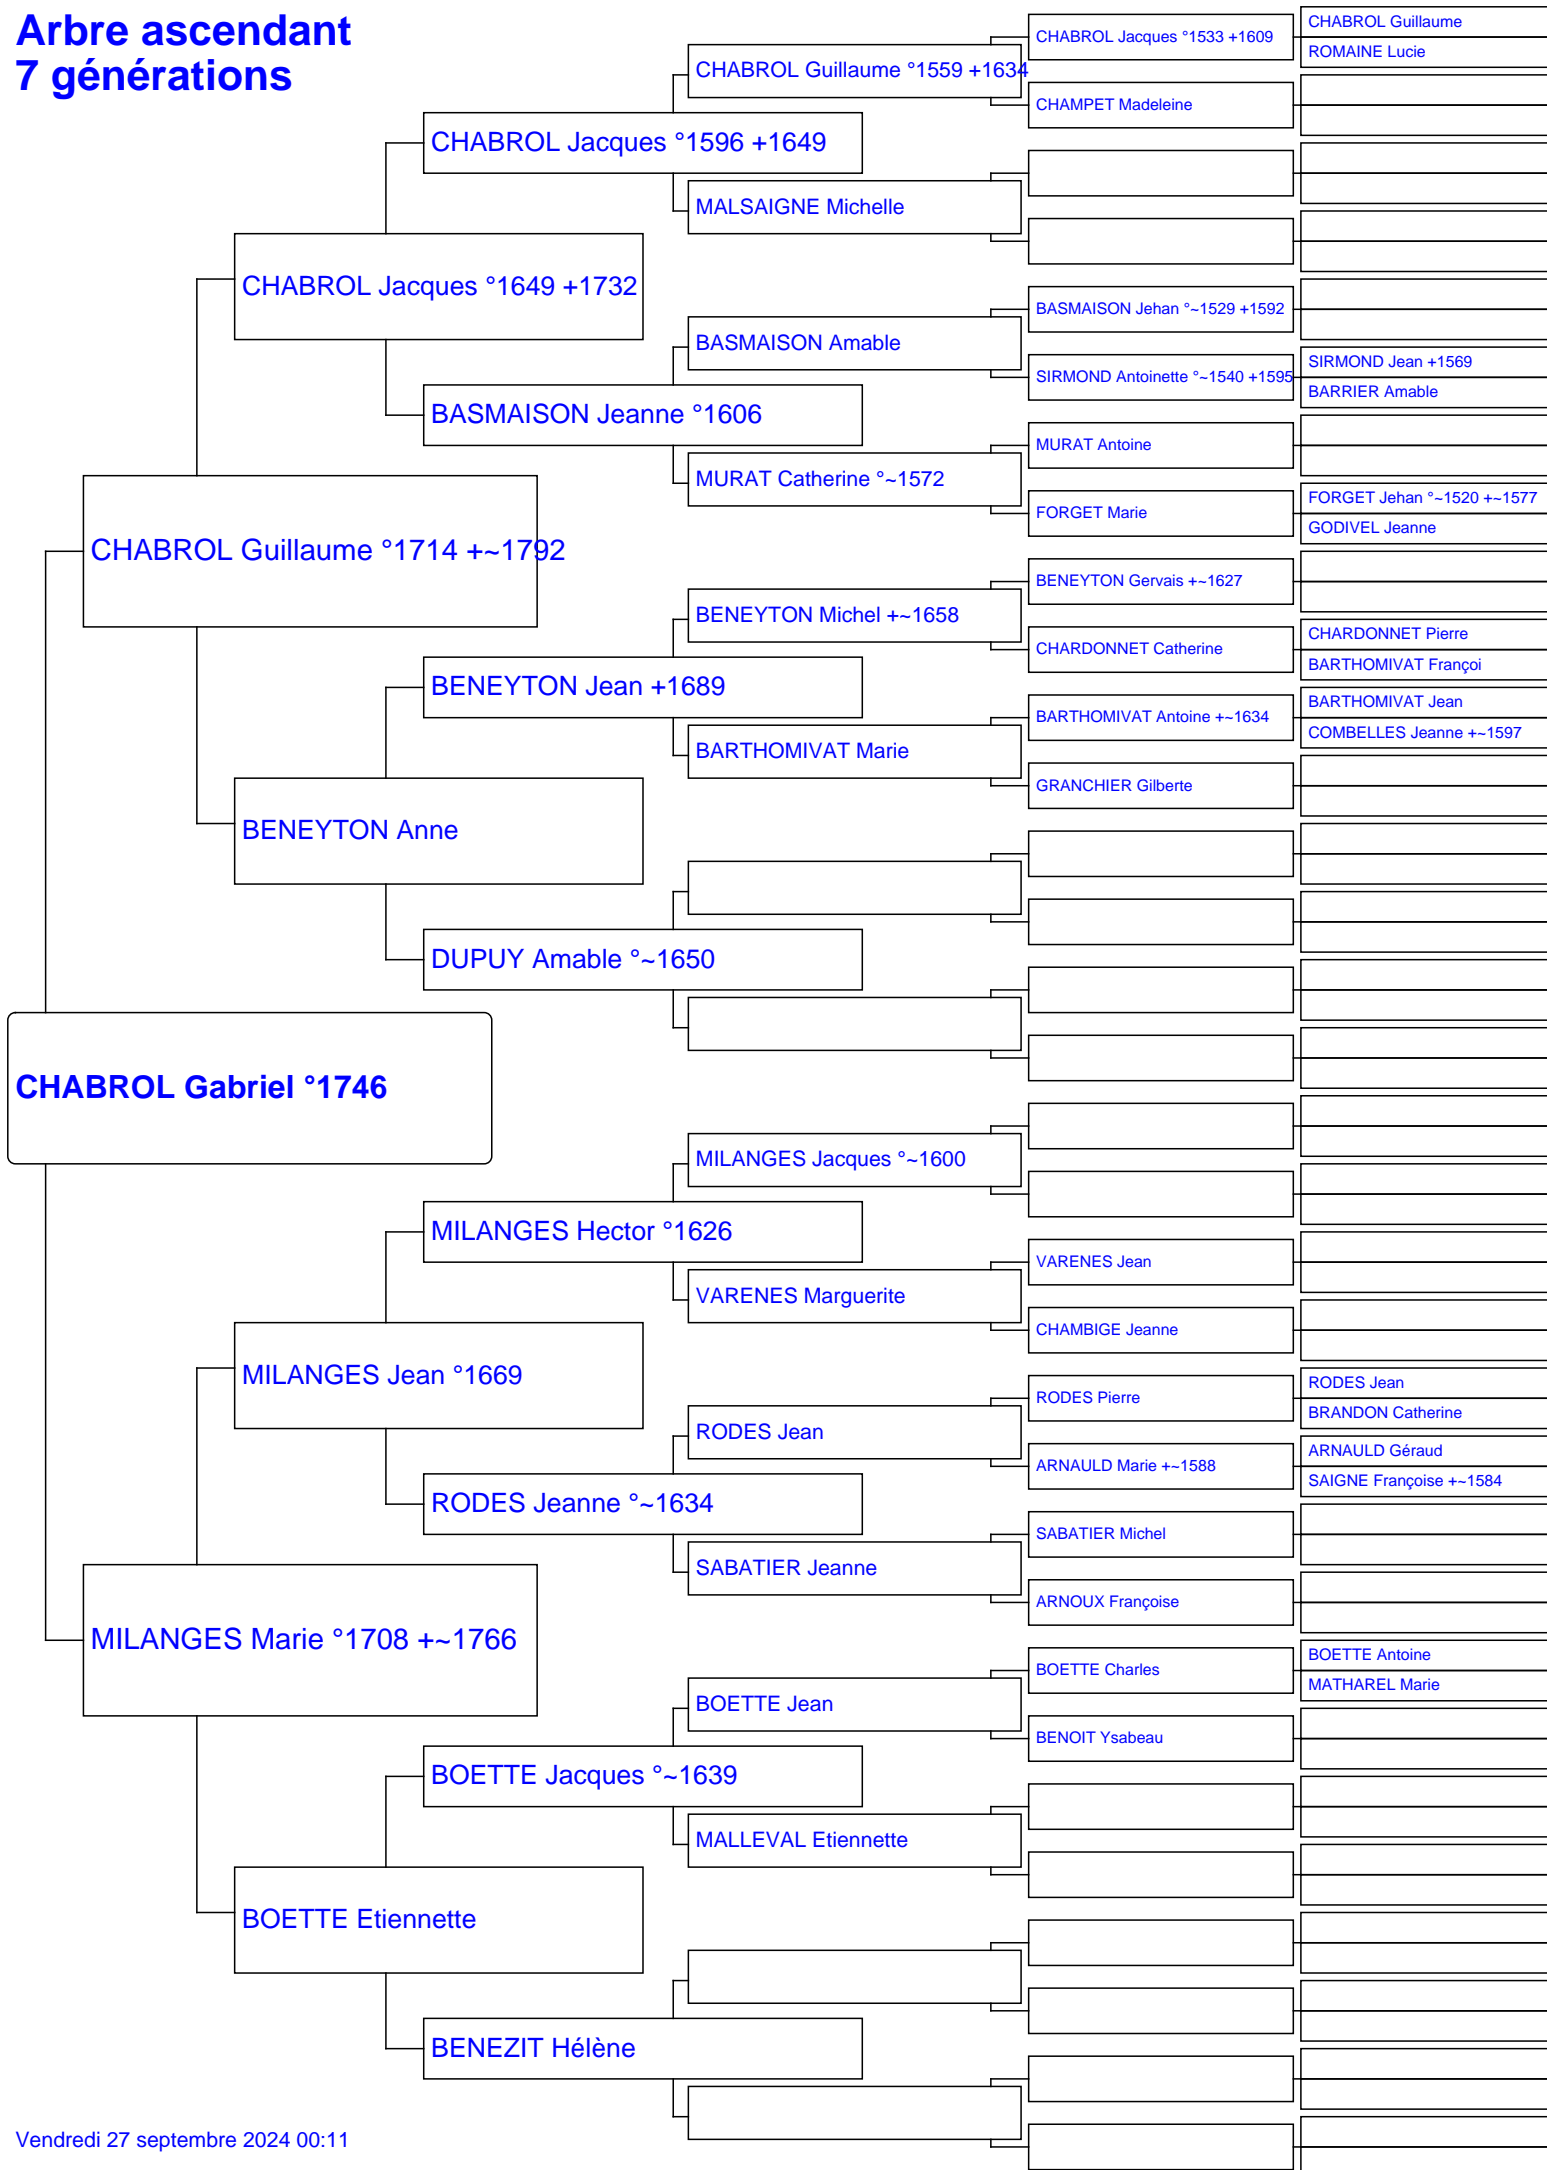 Arbre ascendant
7 générations
CHABROL Gabriel °1746
CHABROL Guillaume °1714 +~1792
MILANGES Marie °1708 +~1766
CHABROL Jacques °1649 +1732
BENEYTON Anne
MILANGES Jean °1669
BOETTE Etiennette
CHABROL Jacques °1596 +1649
BASMAISON Jeanne °1606
BENEYTON Jean +1689
DUPUY Amable °~1650
MILANGES Hector °1626
RODES Jeanne °~1634
BOETTE Jacques °~1639
BENEZIT Hélène
CHABROL Guillaume °1559 +1634
MALSAIGNE Michelle
BASMAISON Amable
MURAT Catherine °~1572
BENEYTON Michel +~1658
BARTHOMIVAT Marie
MILANGES Jacques °~1600
VARENES Marguerite
RODES Jean
SABATIER Jeanne
BOETTE Jean
MALLEVAL Etiennette
CHABROL Jacques °1533 +1609
CHAMPET Madeleine
BASMAISON Jehan °~1529 +1592
SIRMOND Antoinette °~1540 +1595
MURAT Antoine
FORGET Marie
BENEYTON Gervais +~1627
CHARDONNET Catherine
BARTHOMIVAT Antoine +~1634
GRANCHIER Gilberte
VARENES Jean
CHAMBIGE Jeanne
RODES Pierre
ARNAULD Marie +~1588
SABATIER Michel
ARNOUX Françoise
BOETTE Charles
BENOIT Ysabeau
CHABROL Guillaume
ROMAINE Lucie
SIRMOND Jean +1569
BARRIER Amable
FORGET Jehan °~1520 +~1577
GODIVEL Jeanne
CHARDONNET Pierre
BARTHOMIVAT Françoi
BARTHOMIVAT Jean
COMBELLES Jeanne +~1597
RODES Jean
BRANDON Catherine
ARNAULD Géraud
SAIGNE Françoise +~1584
BOETTE Antoine
MATHAREL Marie
Vendredi 27 septembre 2024 00:11